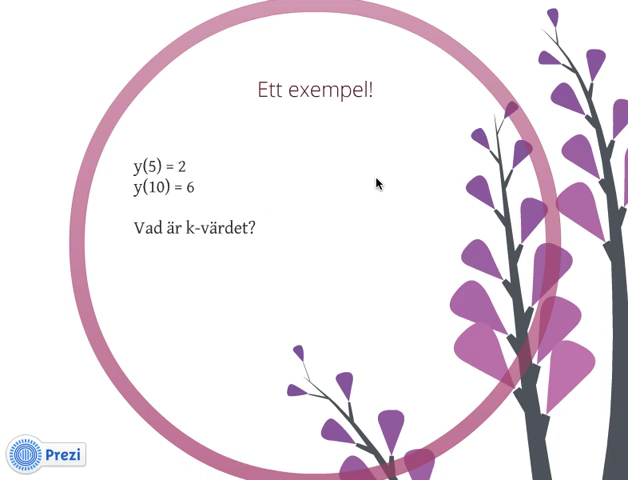 Ett exempel!
y(5) = 2
y(10) = 6
Vad är k-värdet?
Prezi